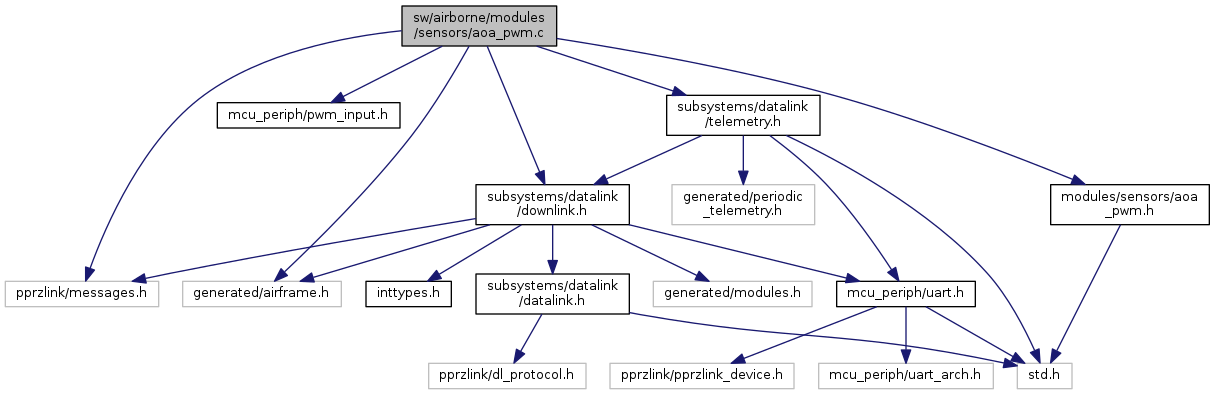 sw/airborne/modules
/sensors/aoa_pwm.c
mcu_periph/pwm_input.h
subsystems/datalink
/telemetry.h
subsystems/datalink
/downlink.h
generated/periodic
_telemetry.h
modules/sensors/aoa
_pwm.h
pprzlink/messages.h
generated/airframe.h
inttypes.h
subsystems/datalink
/datalink.h
generated/modules.h
mcu_periph/uart.h
pprzlink/dl_protocol.h
pprzlink/pprzlink_device.h
mcu_periph/uart_arch.h
std.h